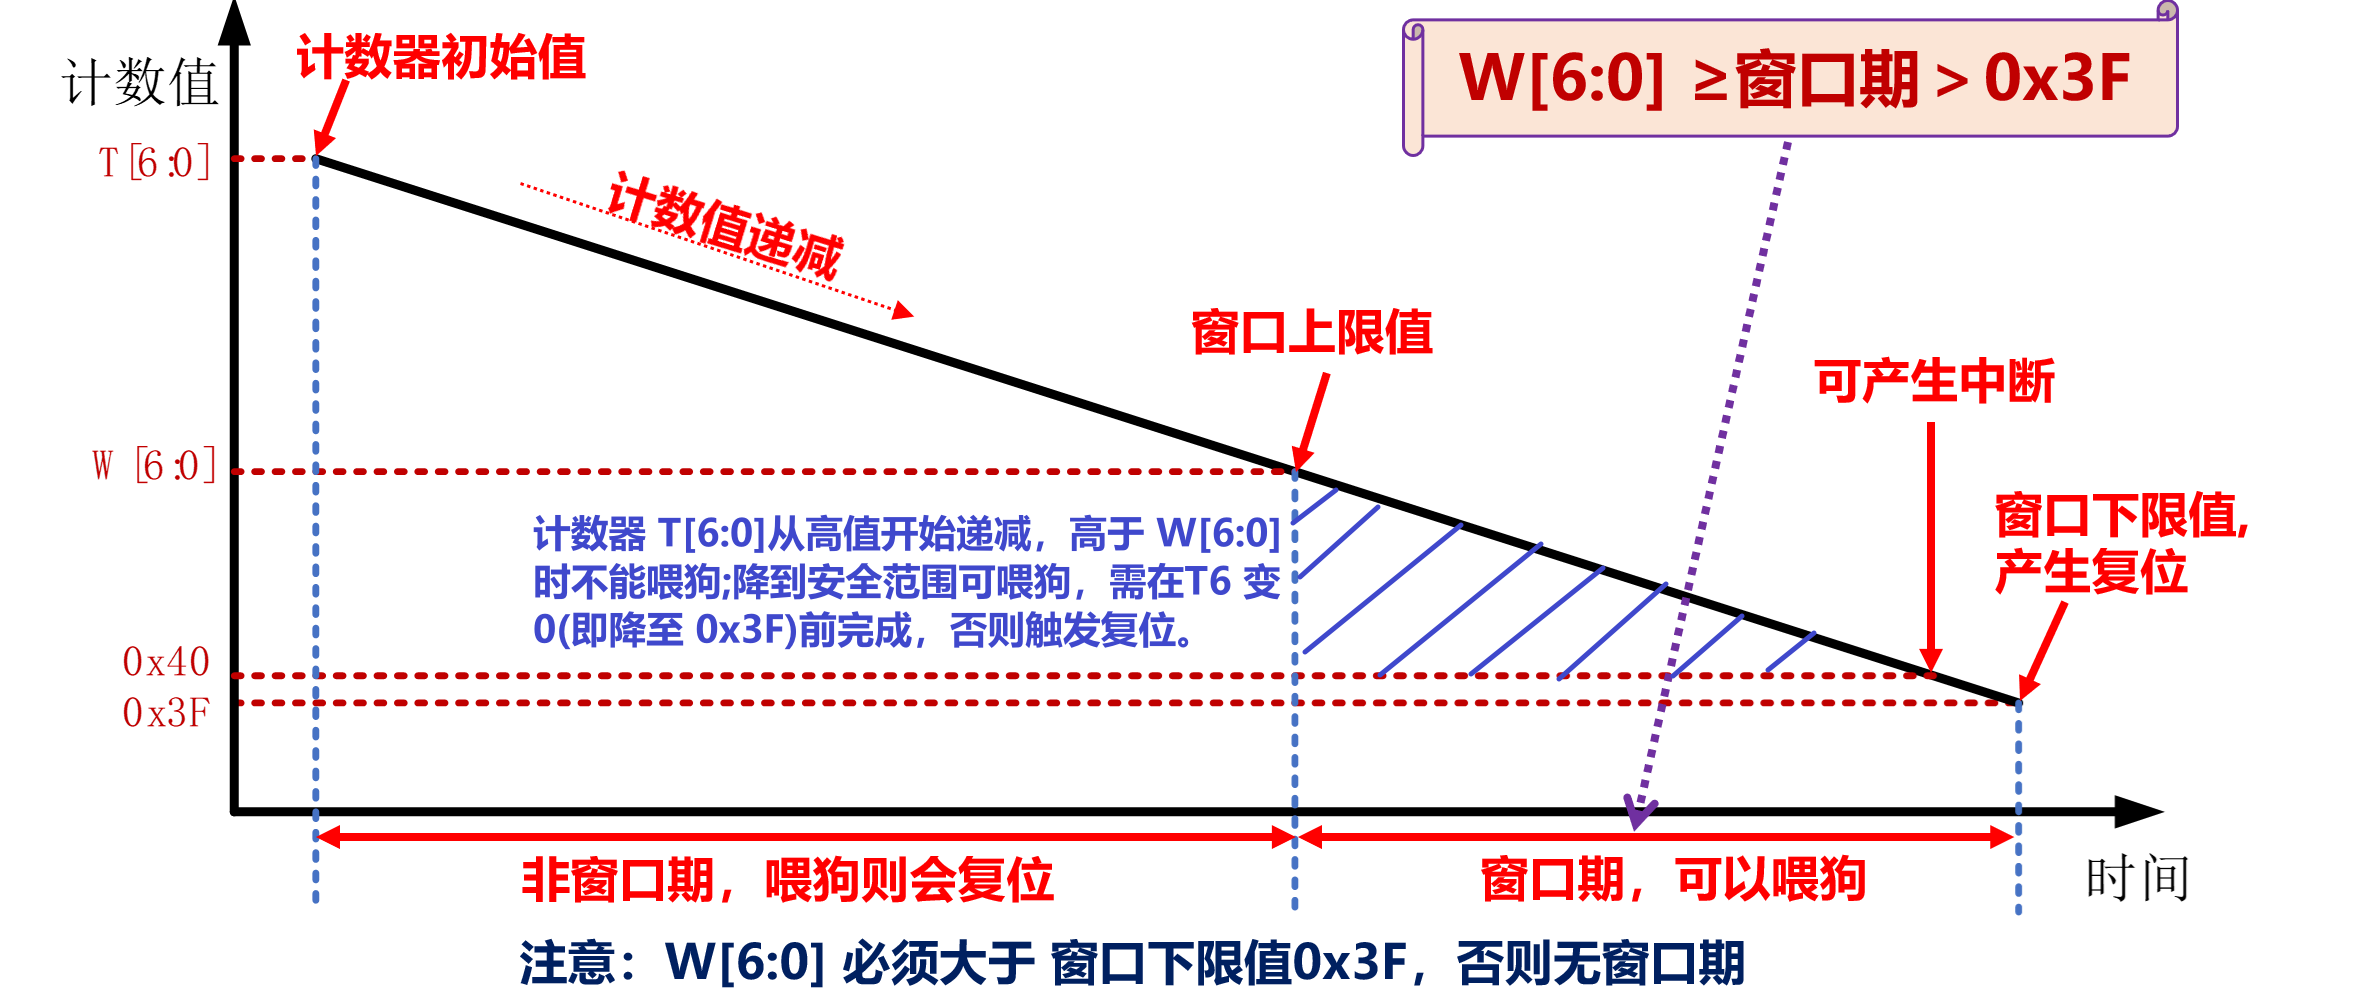 计数值
计数器初始值
W[6:0] ≥窗口期＞0x3F
T[6:0]
计数值递减
窗口上限值
可产生中断
W [6:0]
窗口下限值,
产生复位
计数器 T[6:0]从高值开始递减，高于 W[6:0]
时不能喂狗;降到安全范围可喂狗，需在T6 变
0(即降至 0x3F)前完成，否则触发复位。
0x40
0x3F
非窗口期，喂狗则会复位
窗口期，可以喂狗
时间
注意：W[6:0] 必须大于 窗口下限值0x3F，否则无窗口期